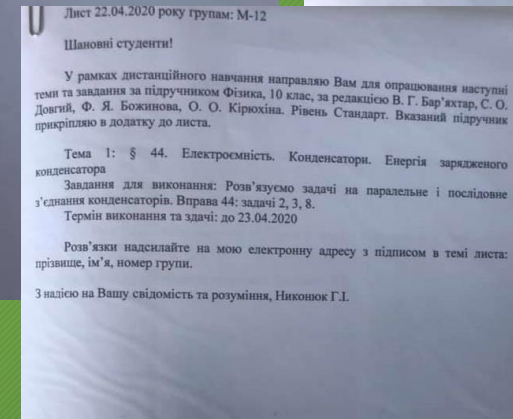 Лист 22.04.2020 року групам: М-12
Шановні студенти!
У рамках дистанційного навчання направляю Вам для опрацювання наступні
теми та завдання за підручником Фізика, 10 клас, за редакцією В. Г. Бар’яхтар, С. О.
Довгий, Ф. Я. Божинова, О. О. Кірюхіна. Рівень Стандарт. Вказаний підручник
прикріпляю в додатку до листа.
Тема 1: § 44. Електроємність. Конденсатори. Енергія зарядженого
конденсатора
Завдання для виконання: Розв’язуємо задачі на паралельне і послідовне
з’єднання конденсаторів. Вправа 44: задачі 2, 3, 8.
Термін виконання та здачі: до 23.04.2020
Розв’язки надсилайте на мою електронну адресу з підписом в темі листа:
прізвище, ім’я, номер групи.
З надією на Вашу свідомість та розуміння, Никонюк Г.І.